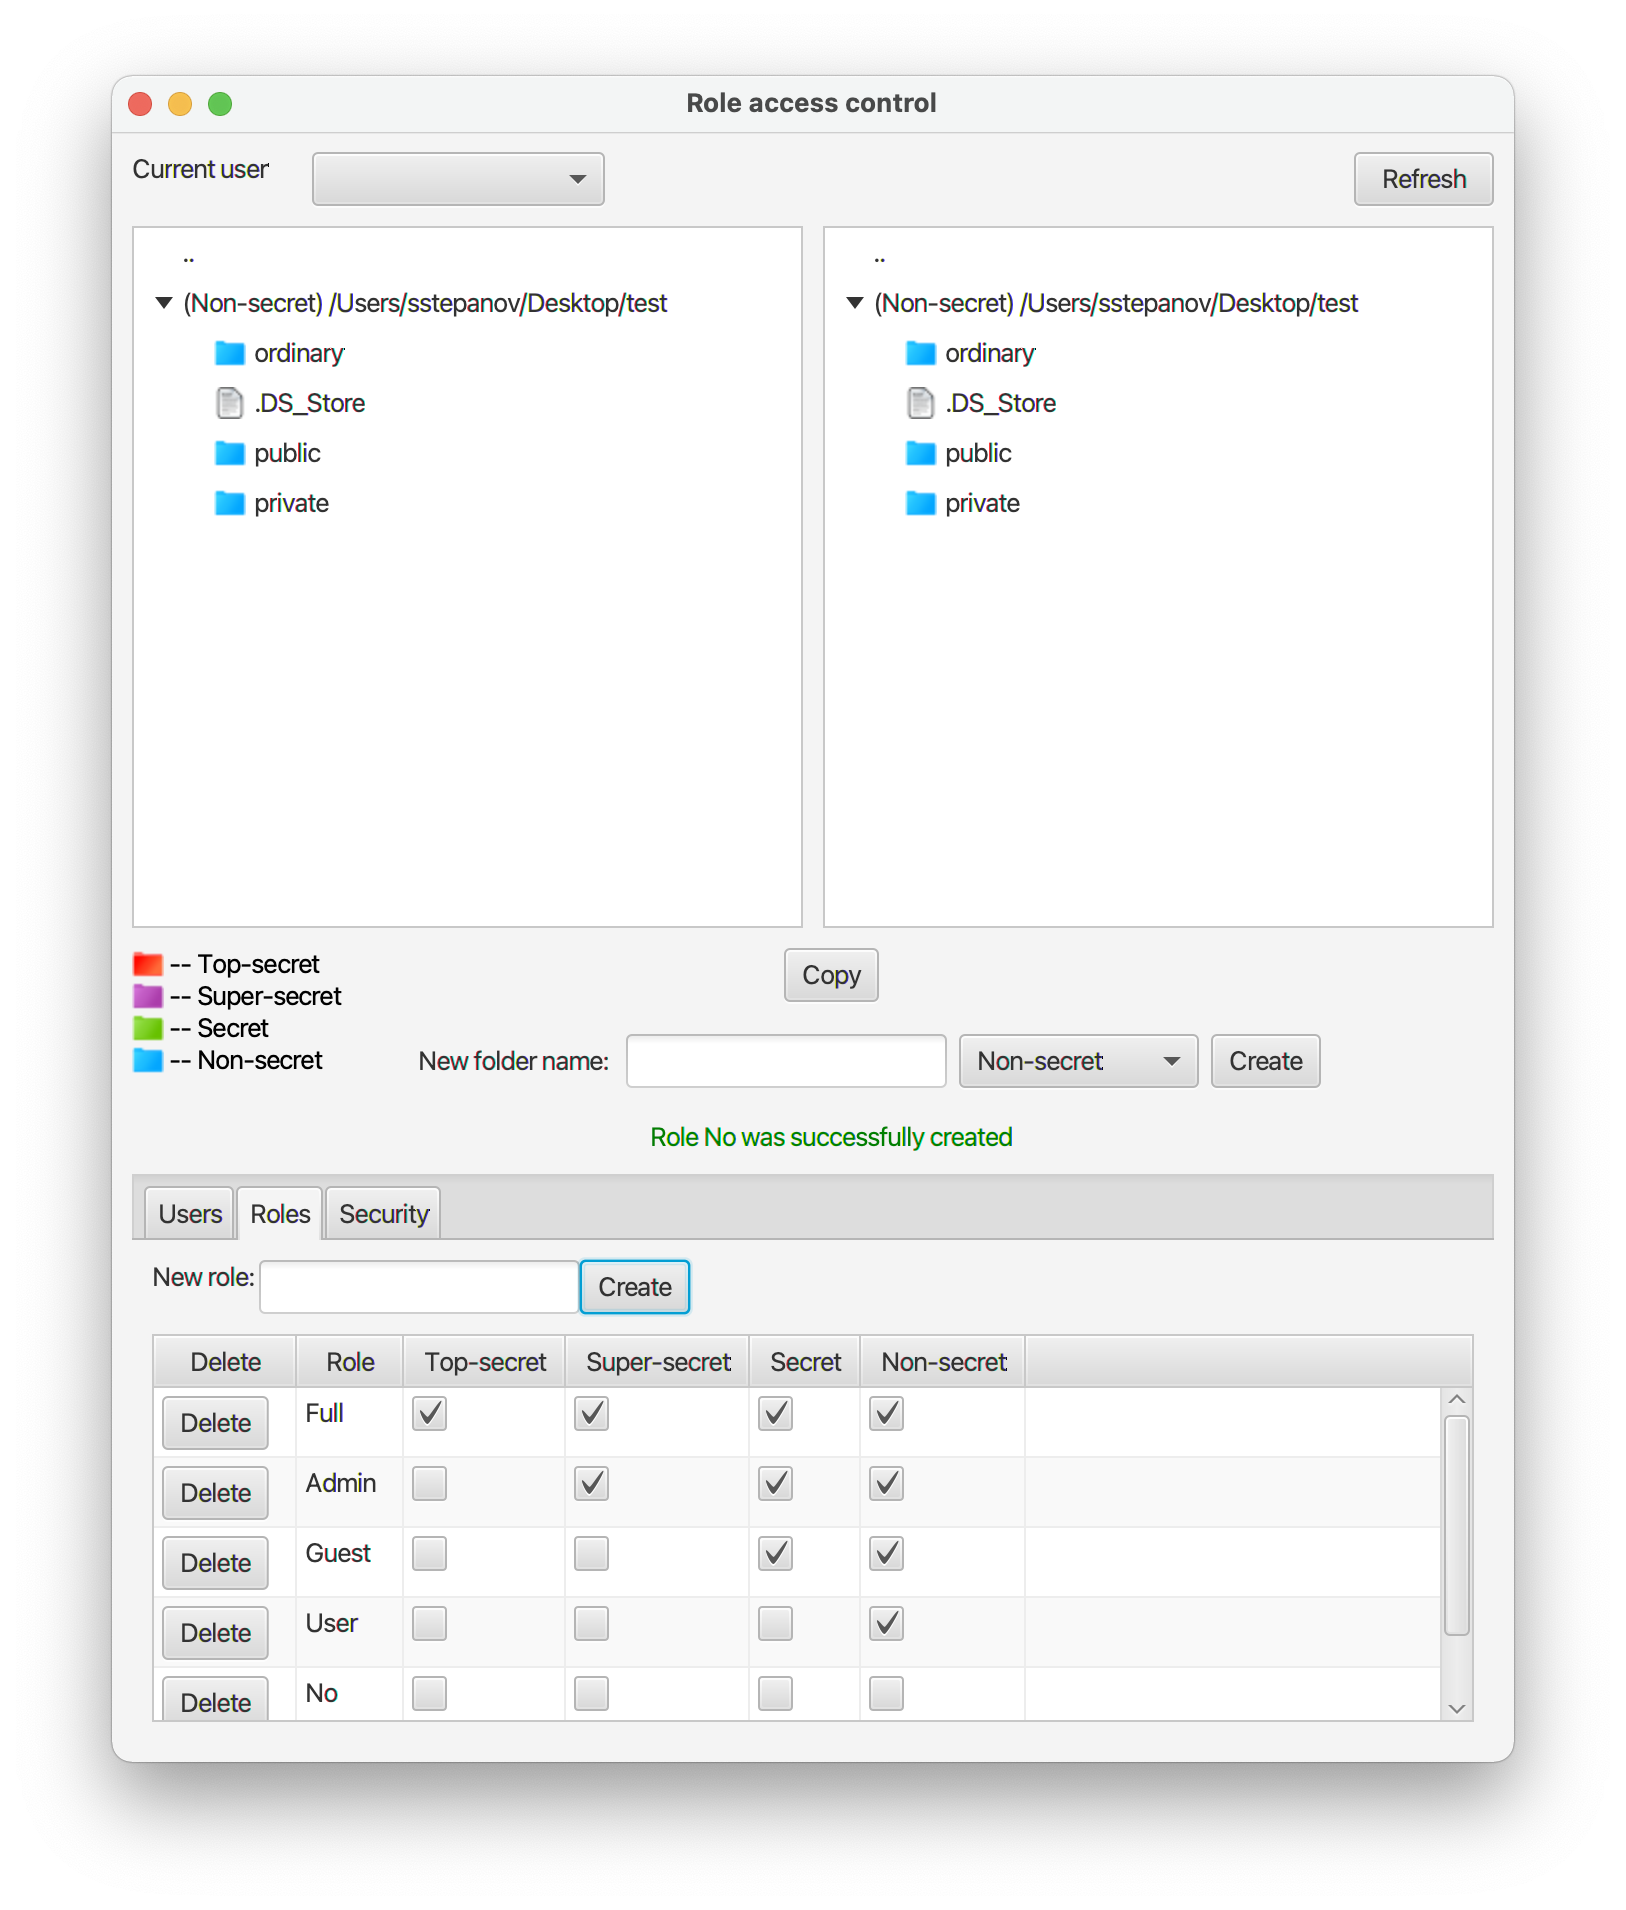 Role access control
Current user
Refresh
..
(Non-secret) /Users/sstepanov/Desktop/test
ordinary
.DS_Store
public
private
..
(Non-secret) /Users/sstepanov/Desktop/test
ordinary
.DS_Store
public
private
-- Top-secret
-- Super-secret
-- Secret
-- Non-secret
Copy
New folder name:
Non-secret
Create
Role No was successfully created
Users Roles Security
New role:
Create
Delete Role Top-secret Super-secret Secret Non-secret
Delete Full
Delete Admin
Delete Guest
Delete User
Delete No